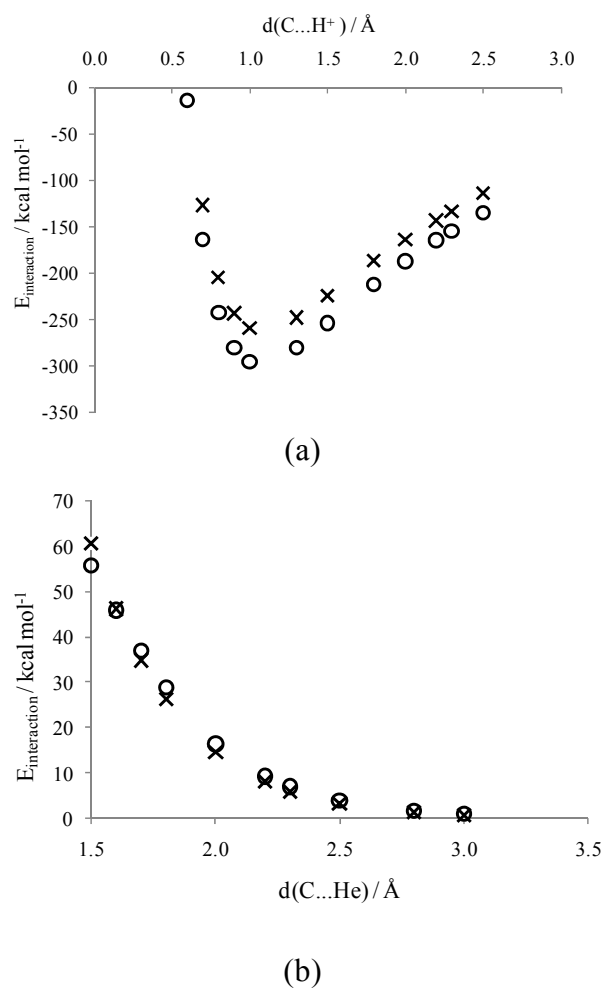 d(C...H⁺) / Å
0.0 0.5 1.0 1.5 2.0 2.5 3.0
0
-50
-100
-150
-200
-250
-300
-350
E_interaction / kcal mol⁻¹
(a)
70
60
50
40
30
20
10
0
E_interaction / kcal mol⁻¹
1.5 2.0 2.5 3.0 3.5
d(C...He) / Å
(b)